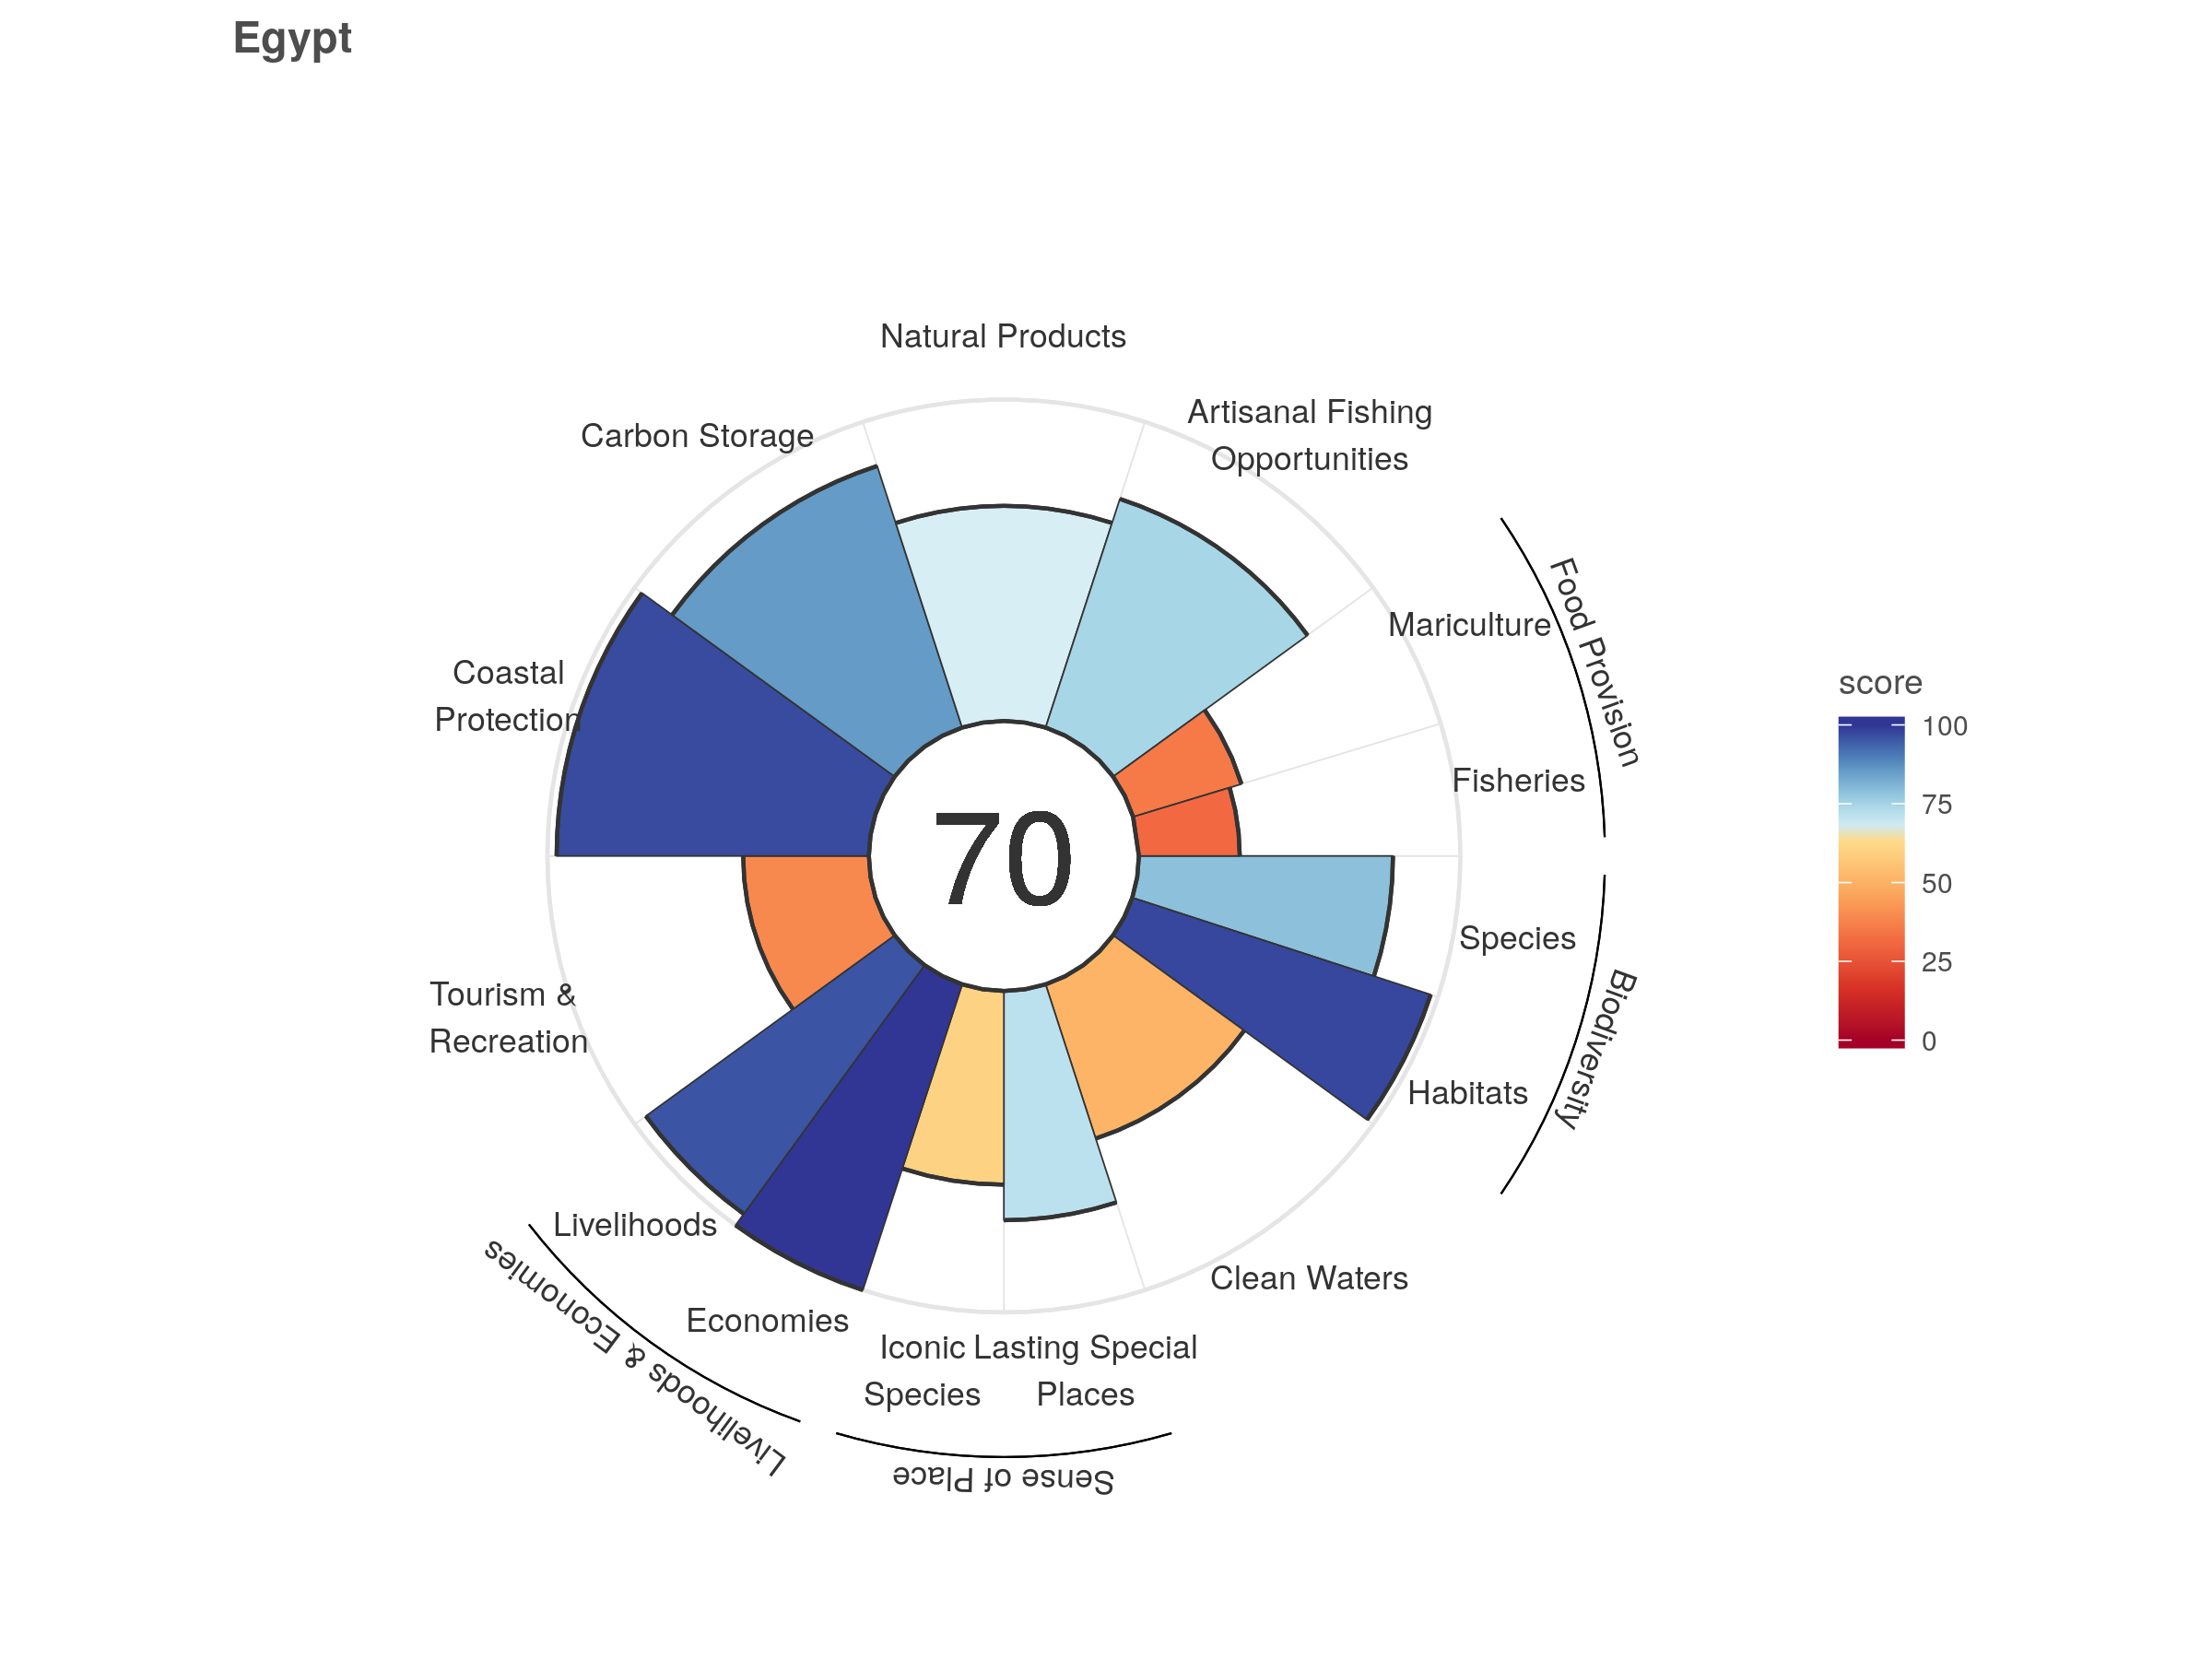 Egypt
Natural Products
Artisanal Fishing
Opportunities
Carbon Storage
Mariculture
Food Provision
Coastal
Protection
Fisheries
70
Species
Biodiversity
Tourism &
Recreation
Habitats
Livelihoods
Clean Waters
Economies
Livelihoods & Economies
Iconic
Species
Lasting Special
Places
Sense of Place
score
100
75
50
25
0